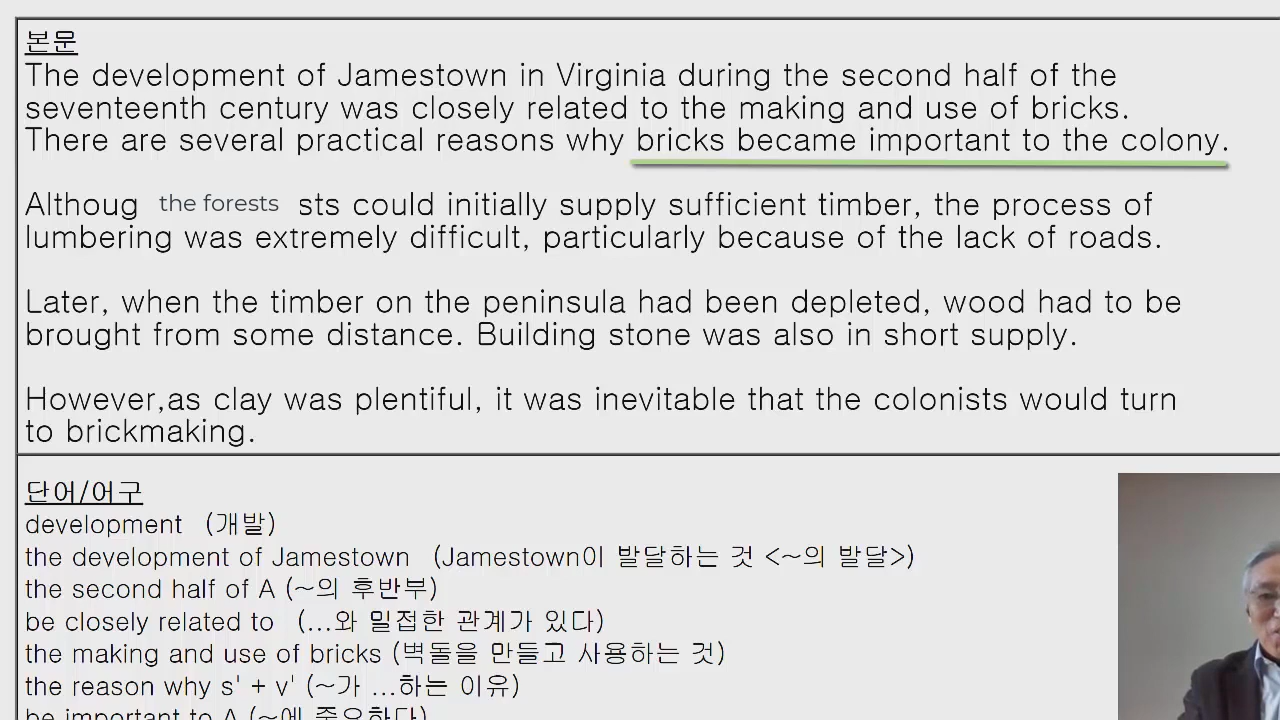 본문
The development of Jamestown in Virginia during the second half of the
seventeenth century was closely related to the making and use of bricks.
There are several practical reasons why bricks became important to the colony.
Althoug the forests sts could initially supply sufficient timber, the process of
lumbering was extremely difficult, particularly because of the lack of roads.
Later, when the timber on the peninsula had been depleted, wood had to be
brought from some distance. Building stone was also in short supply.
However,as clay was plentiful, it was inevitable that the colonists would turn
to brickmaking.
단어/어구
development (개발)
the development of Jamestown (Jamestown이 발달하는 것 <~의 발달>)
the second half of A (~의 후반부)
be closely related to (...와 밀접한 관계가 있다)
the making and use of bricks (벽돌을 만들고 사용하는 것)
the reason why s' + v' (~가 ...하는 이유)
be important to A (~에 중요하다)